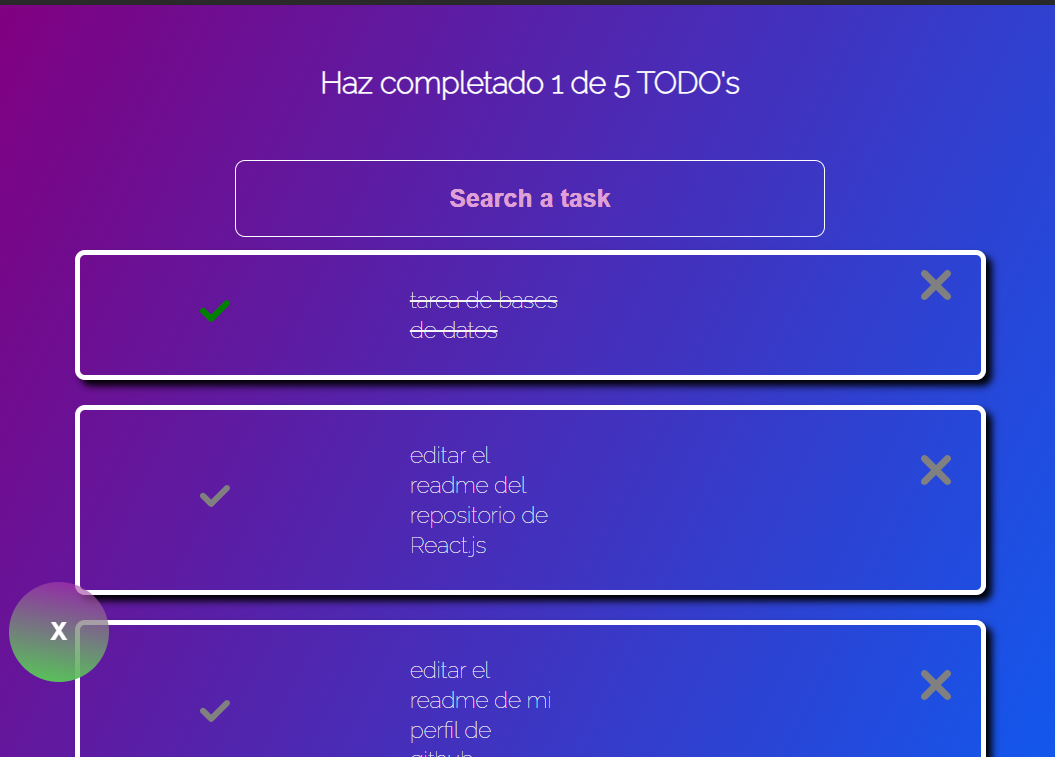 Haz completado 1 de 5 TODO's
Search a task
tarea de bases
de datos
editar el
readme del
repositorio de
React.js
X
editar el
readme de mi
perfil de
github